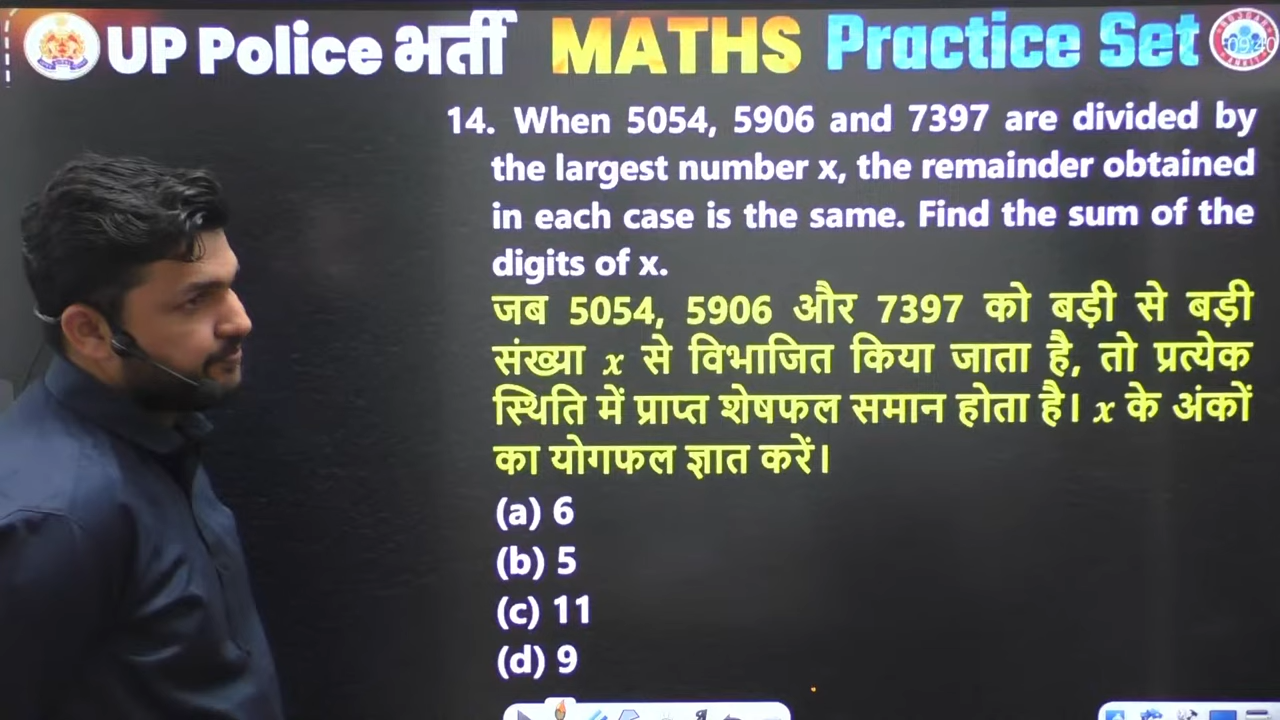 UP Police भर्ती MATHS Practice Set
09:40
14. When 5054, 5906 and 7397 are divided by
the largest number x, the remainder obtained
in each case is the same. Find the sum of the
digits of x.
जब 5054, 5906 और 7397 को बड़ी से बड़ी
संख्या x से विभाजित किया जाता है, तो प्रत्येक
स्थिति में प्राप्त शेषफल समान होता है। x के अंकों
का योगफल ज्ञात करें।
(a) 6
(b) 5
(c) 11
(d) 9